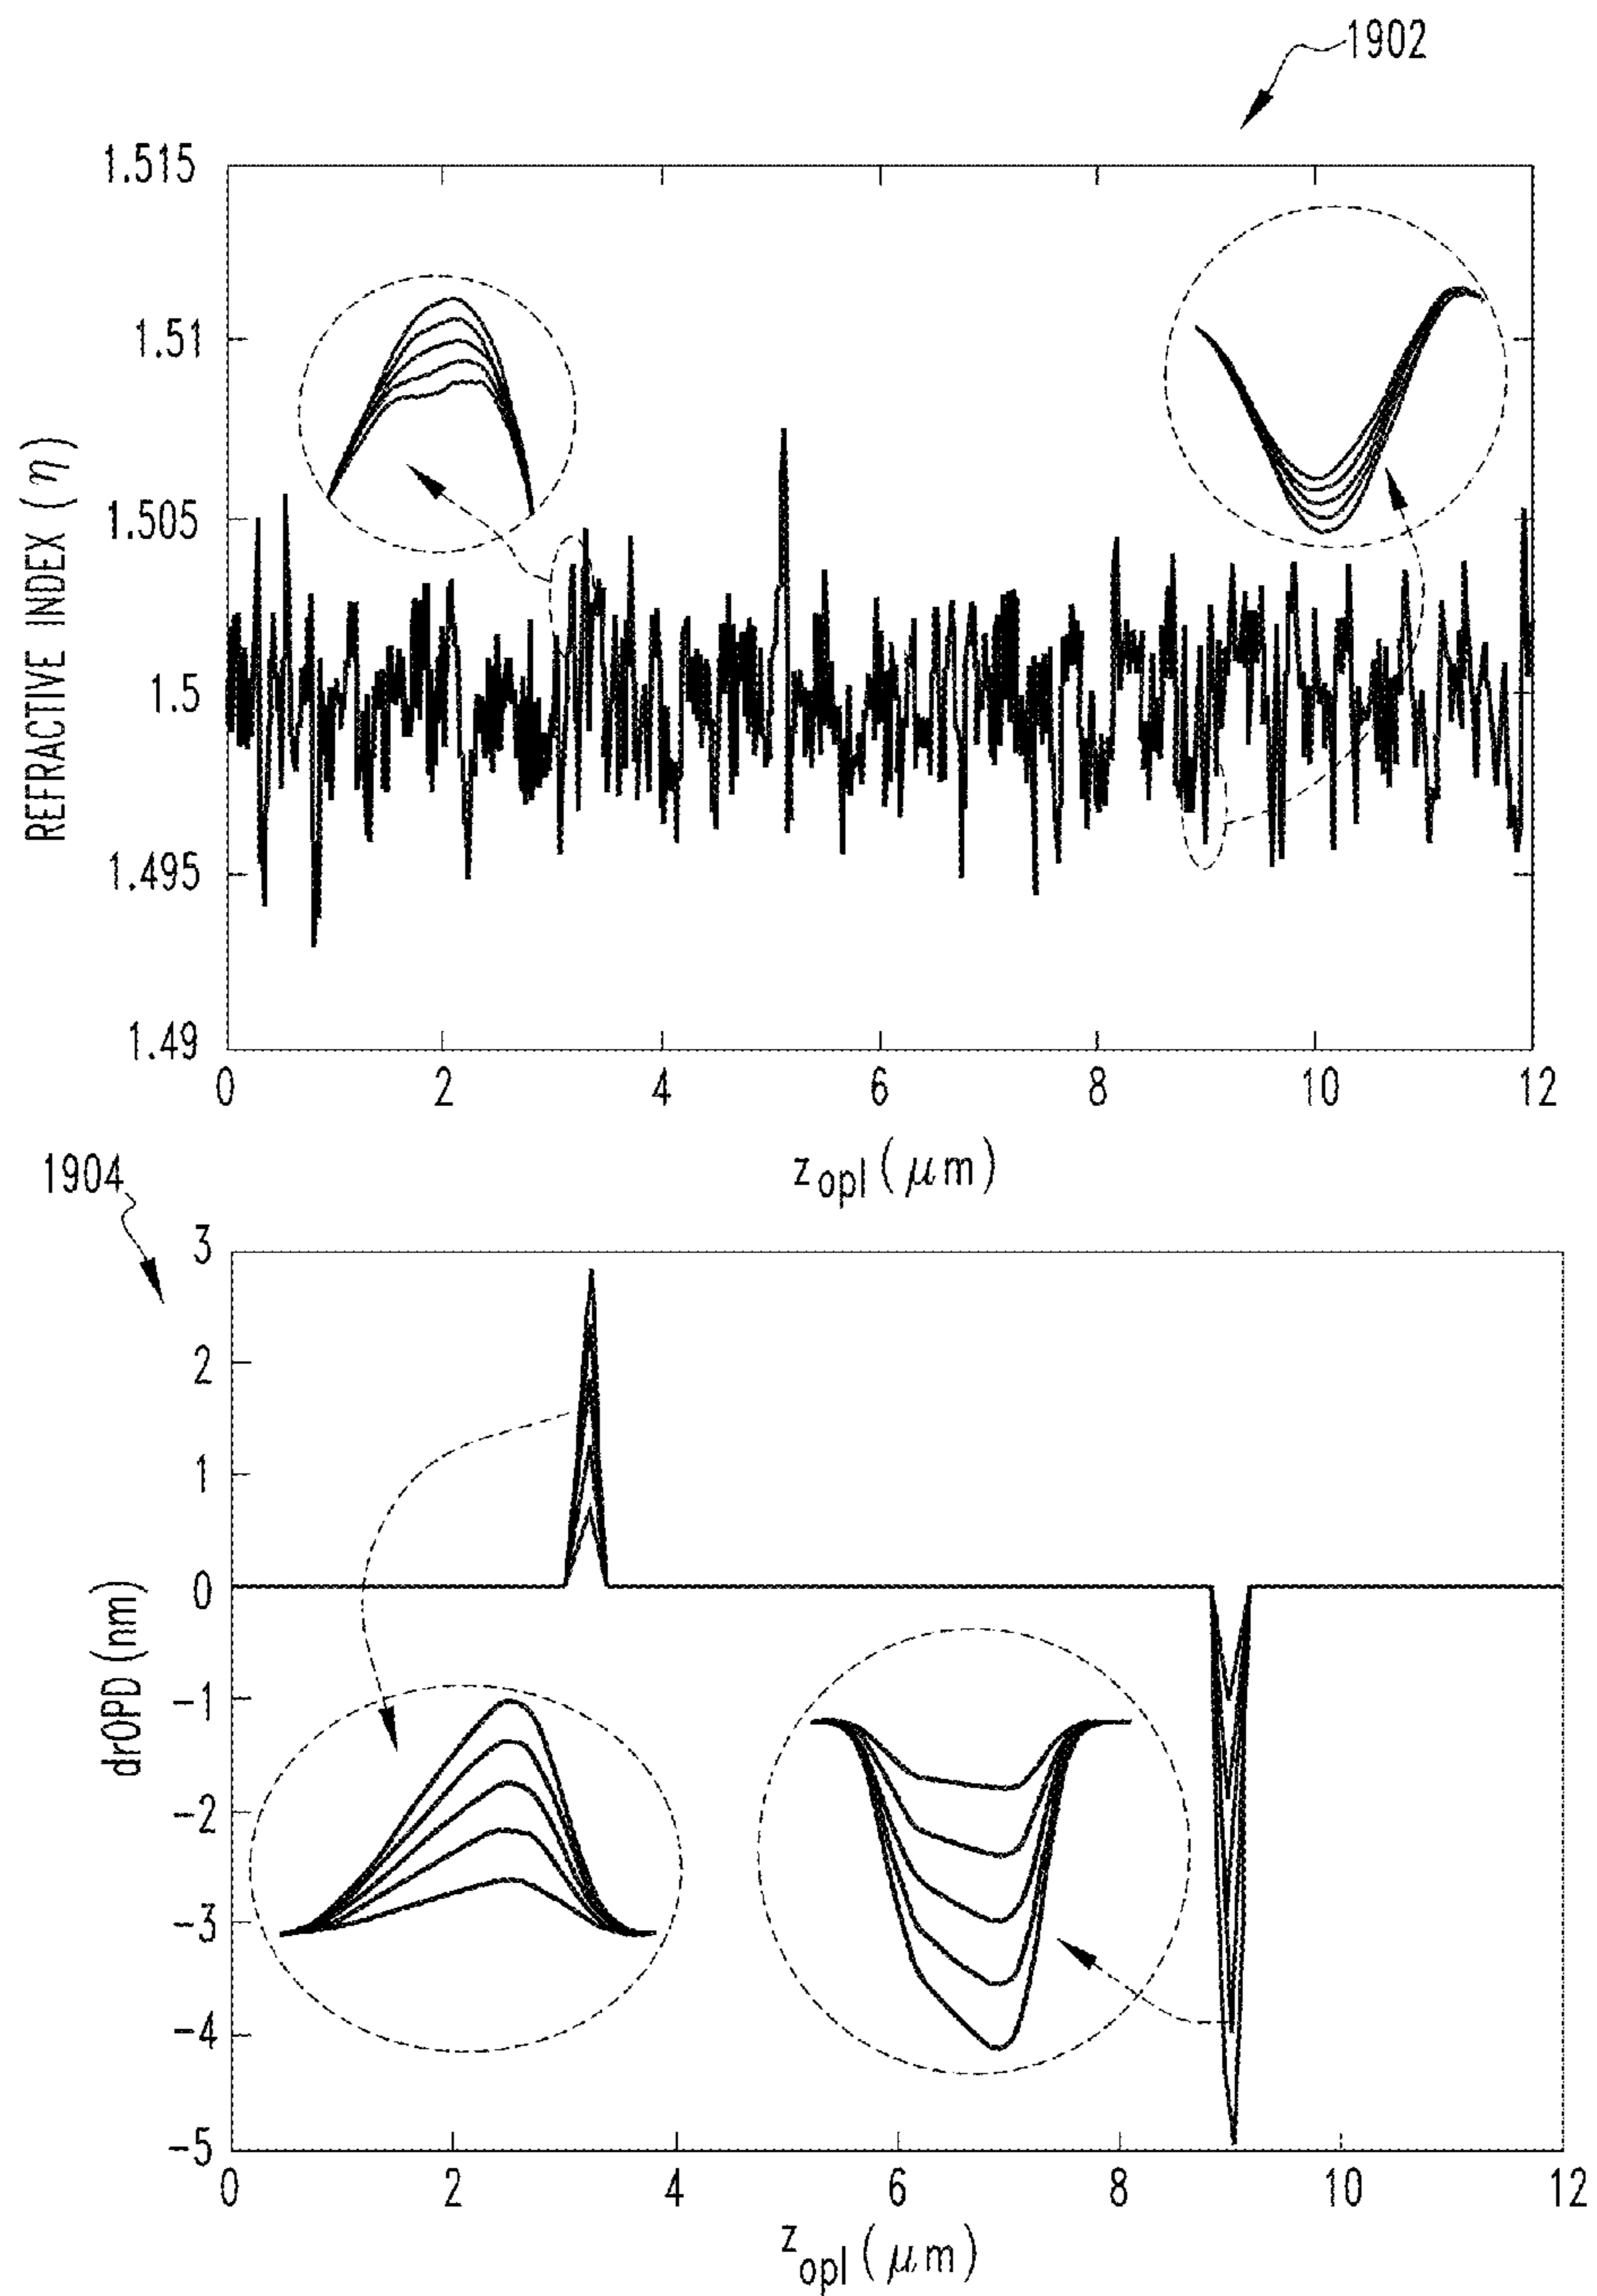 1902
1.515
1.51
1.505
1.5
1.495
1.49
REFRACTIVE INDEX (η)
0 2 4 6 8 10 12
z_opl (μm)
1904
3
2
1
0
-1
-2
-3
-4
-5
drOPD (nm)
0 2 4 6 8 10 12
z_opl (μm)